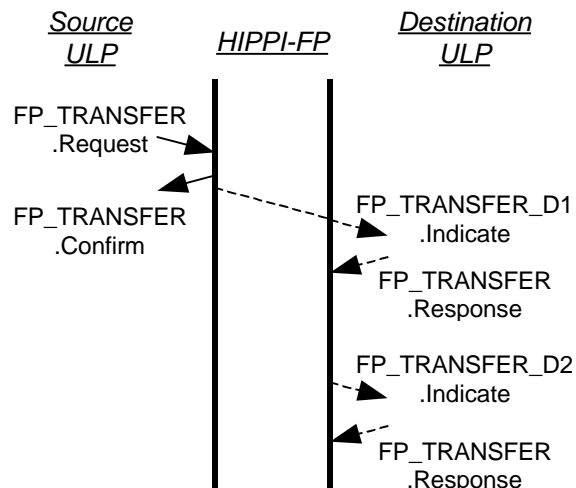 Source
ULP
HIPPI-FP
Destination
ULP
FP_TRANSFER
.Request
FP_TRANSFER
.Confirm
FP_TRANSFER_D1
.Indicate
FP_TRANSFER
.Response
FP_TRANSFER_D2
.Indicate
FP_TRANSFER
.Response